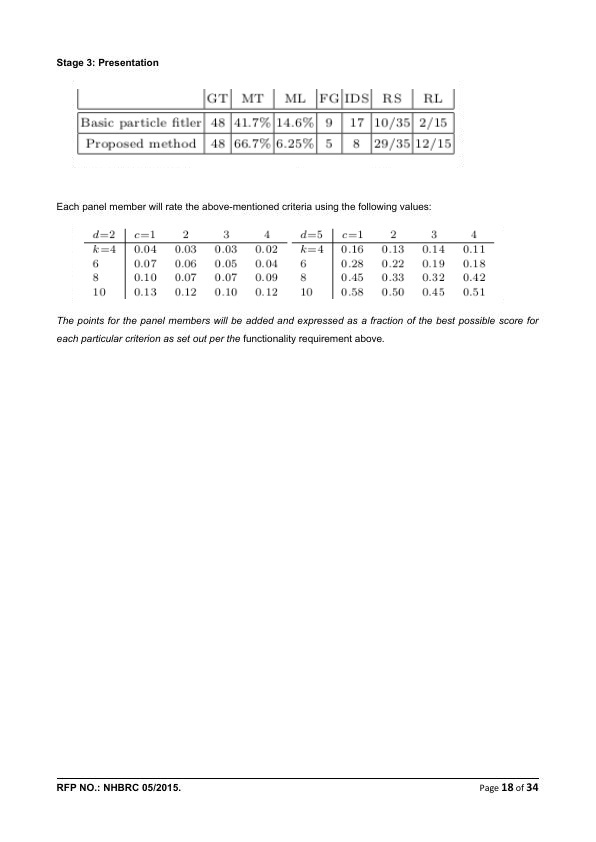 Stage 3: Presentation
GT MT ML FG IDS RS RL
Basic particle fitler 48 41.7% 14.6% 9 17 10/35 2/15
Proposed method 48 66.7% 6.25% 5 8 29/35 12/15
Each panel member will rate the above-mentioned criteria using the following values:
d=2 c=1 2 3 4 d=5 c=1 2 3 4
k=4 0.04 0.03 0.03 0.02 k=4 0.16 0.13 0.14 0.11
6 0.07 0.06 0.05 0.04 6 0.28 0.22 0.19 0.18
8 0.10 0.07 0.07 0.09 8 0.45 0.33 0.32 0.42
10 0.13 0.12 0.10 0.12 10 0.58 0.50 0.45 0.51
The points for the panel members will be added and expressed as a fraction of the best possible score for
each particular criterion as set out per the functionality requirement above.
RFP NO.: NHBRC 05/2015. Page 18 of 34